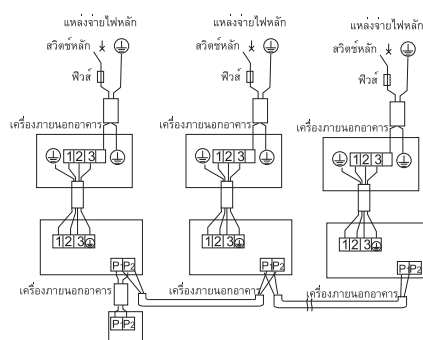 แหล่งจ่ายไฟหลัก แหล่งจ่ายไฟหลัก แหล่งจ่ายไฟหลัก
สวิตช์หลัก สวิตช์หลัก สวิตช์หลัก
ฟิวส์ ฟิวส์ ฟิวส์
เครื่องภายนอกอาคาร เครื่องภายนอกอาคาร เครื่องภายนอกอาคาร
1 2 3 1 2 3 1 2 3
1 2 3 1 2 3 1 2 3
P1 P2 P1 P2 P1 P2
เครื่องภายนอกอาคาร เครื่องภายนอกอาคาร เครื่องภายนอกอาคาร
P1 P2